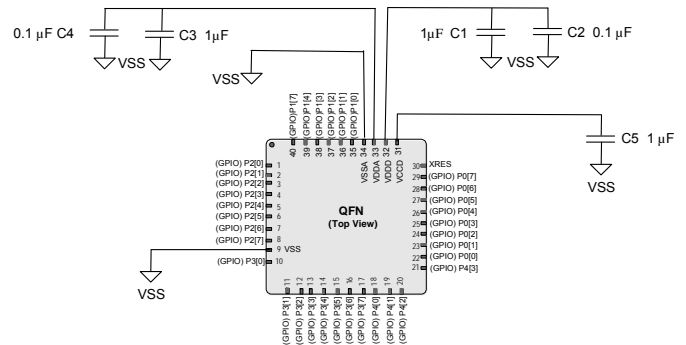 0.1 µF C4
C3 1µF
1µF C1
C2 0.1 µF
VSS
VSS
VSS
C5 1 µF
VSS
(GPIO)P1[7]
(GPIO)P1[4]
(GPIO)P1[3]
(GPIO)P1[2]
(GPIO)P1[1]
(GPIO)P1[0]
40
39
38
37
36
35
34
33
32
31
VSSA
VDDA
VDDD
VCCD
(GPIO) P2[0] 1
(GPIO) P2[1] 2
(GPIO) P2[2] 3
(GPIO) P2[3] 4
(GPIO) P2[4] 5
(GPIO) P2[5] 6
(GPIO) P2[6] 7
(GPIO) P2[7] 8
9 VSS
(GPIO) P3[0] 10
QFN
(Top View)
30 XRES
29 (GPIO) P0[7]
28 (GPIO) P0[6]
27 (GPIO) P0[5]
26 (GPIO) P0[4]
25 (GPIO) P0[3]
24 (GPIO) P0[2]
23 (GPIO) P0[1]
22 (GPIO) P0[0]
21 (GPIO) P4[3]
VSS
11
12
13
14
15
16
17
18
19
20
(GPIO) P3[1]
(GPIO) P3[2]
(GPIO) P3[3]
(GPIO) P3[4]
(GPIO) P3[5]
(GPIO) P3[6]
(GPIO) P3[7]
(GPIO) P4[0]
(GPIO) P4[1]
(GPIO) P4[2]